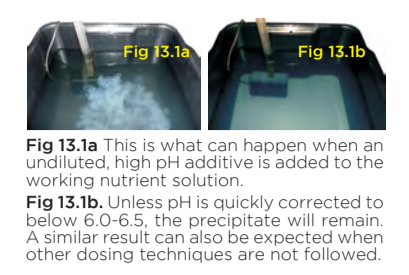 Fig 13.1a
Fig 13.1b
Fig 13.1a This is what can happen when an
undiluted, high pH additive is added to the
working nutrient solution.
Fig 13.1b. Unless pH is quickly corrected to
below 6.0-6.5, the precipitate will remain.
A similar result can also be expected when
other dosing techniques are not followed.